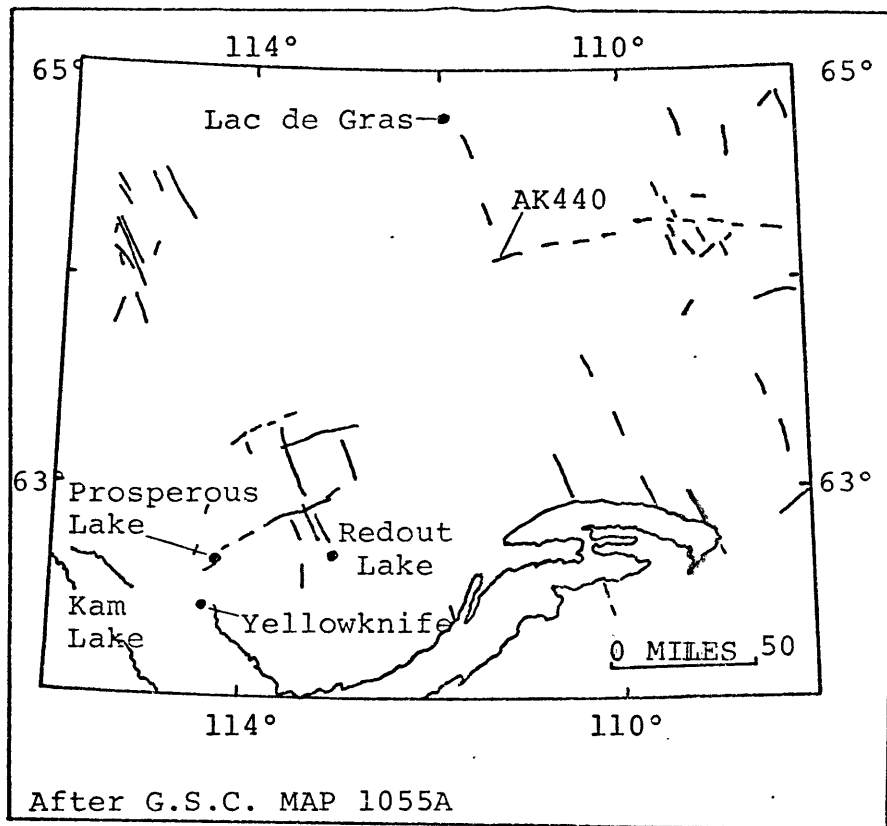 114° 110°
65° 65°
Lac de Gras
AK440
63° 63°
Prosperous
Lake
Redout
Lake
Kam
Lake
Yellowknife
0 MILES 50
114° 110°
After G.S.C. MAP 1055A